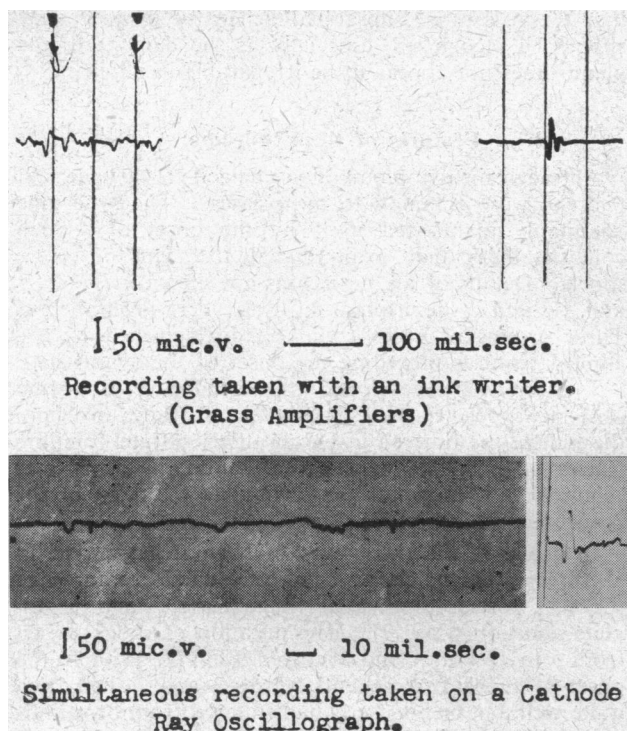 50 mic.v. 100 mil.sec.
Recording taken with an ink writer.
(Grass Amplifiers)
50 mic.v. 10 mil.sec.
Simultaneous recording taken on a Cathode
Ray Oscillograph.